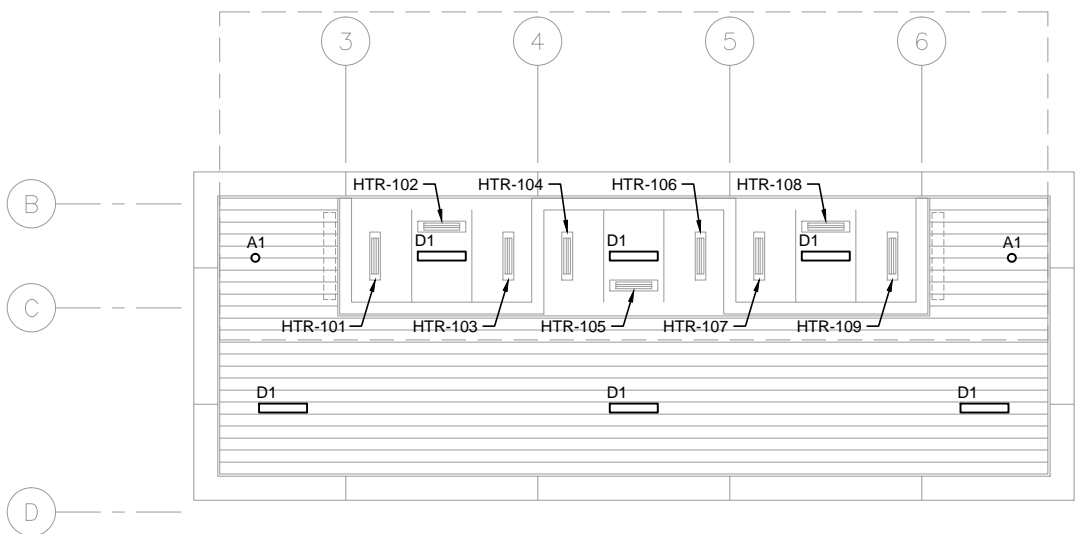 3
4
5
6
B
HTR-102
HTR-104
HTR-106
HTR-108
A1
D1
D1
D1
A1
C
HTR-101
HTR-103
HTR-105
HTR-107
HTR-109
D1
D1
D1
D